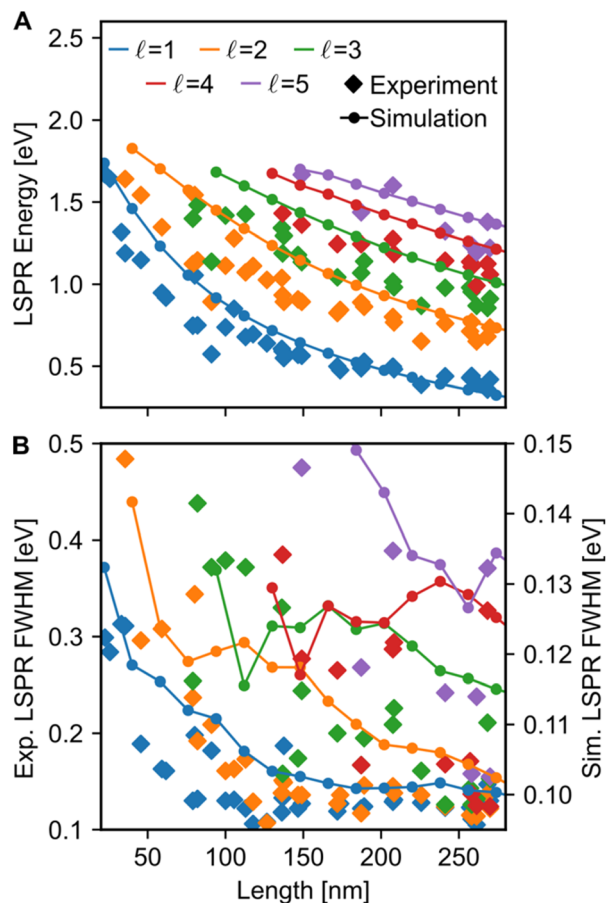 A
2.5
2.0
1.5
1.0
0.5
LSPR Energy [eV]
ℓ=1 ℓ=2 ℓ=3
ℓ=4 ℓ=5
Experiment
Simulation
B
0.5
0.4
0.3
0.2
0.1
Exp. LSPR FWHM [eV]
0.15
0.14
0.13
0.12
0.11
0.10
Sim. LSPR FWHM [eV]
50 100 150 200 250
Length [nm]